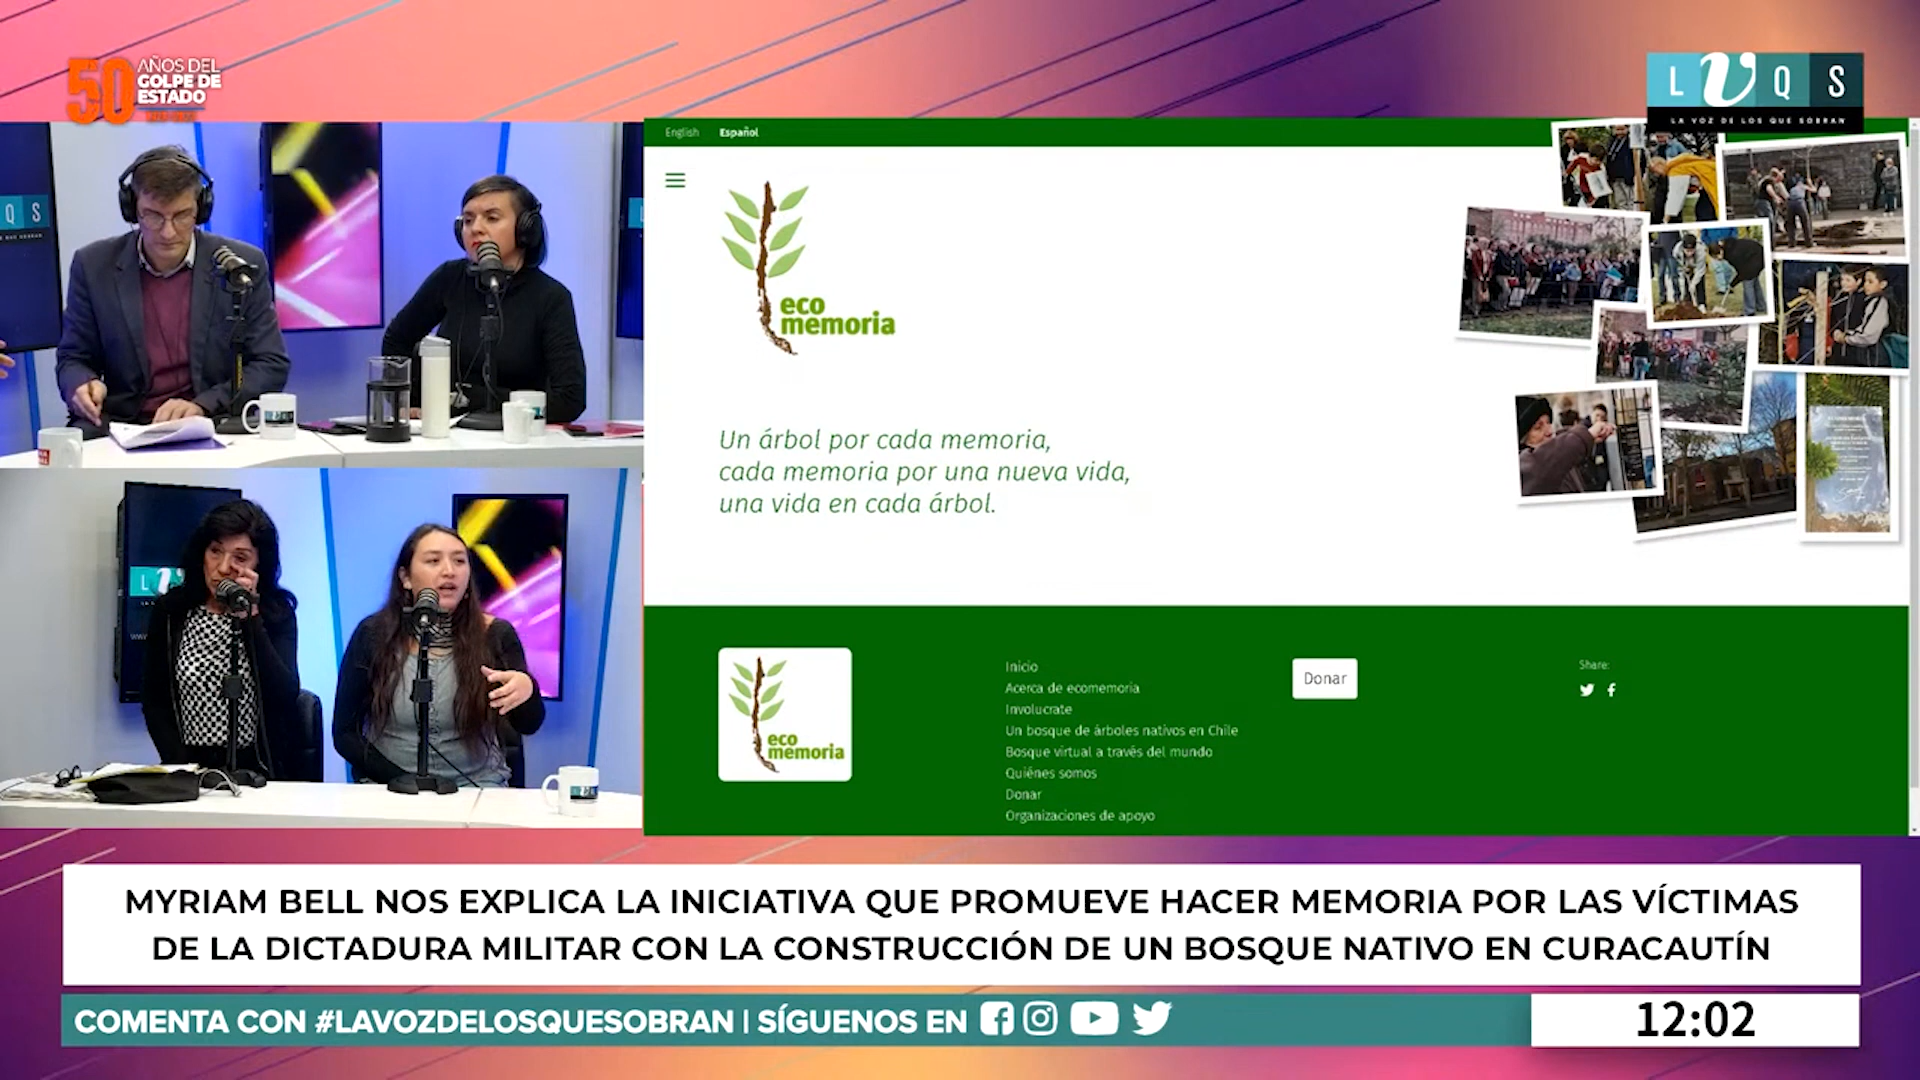 50 AÑOS DEL
GOLPE DE
ESTADO
L V Q S
LA VOZ DE LOS QUE SOBRAN
English Español
eco
memoria
Un árbol por cada memoria,
cada memoria por una nueva vida,
una vida en cada árbol.
eco
memoria
Inicio
Acerca de ecomemoria
Involucrate
Un bosque de árboles nativos en Chile
Bosque virtual a través del mundo
Quiénes somos
Donar
Organizaciones de apoyo
Donar
Share:
Q S
L V
MYRIAM BELL NOS EXPLICA LA INICIATIVA QUE PROMUEVE HACER MEMORIA POR LAS VÍCTIMAS
DE LA DICTADURA MILITAR CON LA CONSTRUCCIÓN DE UN BOSQUE NATIVO EN CURACAUTÍN
COMENTA CON #LAVOZDELOSQUESOBRAN | SÍGUENOS EN
12:02